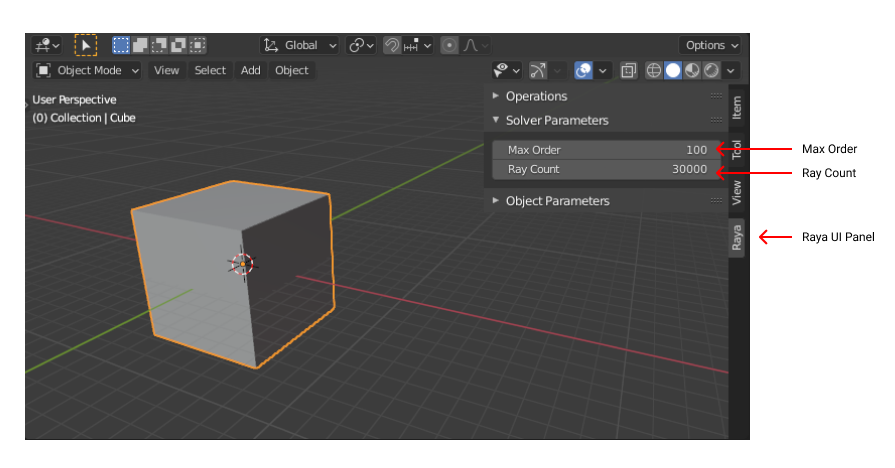 Global
Options
Object Mode
View
Select
Add
Object
User Perspective
(0) Collection | Cube
Operations
Solver Parameters
Max Order 100
Ray Count 30000
Object Parameters
Item
Tool
View
Raya
Max Order
Ray Count
Raya UI Panel